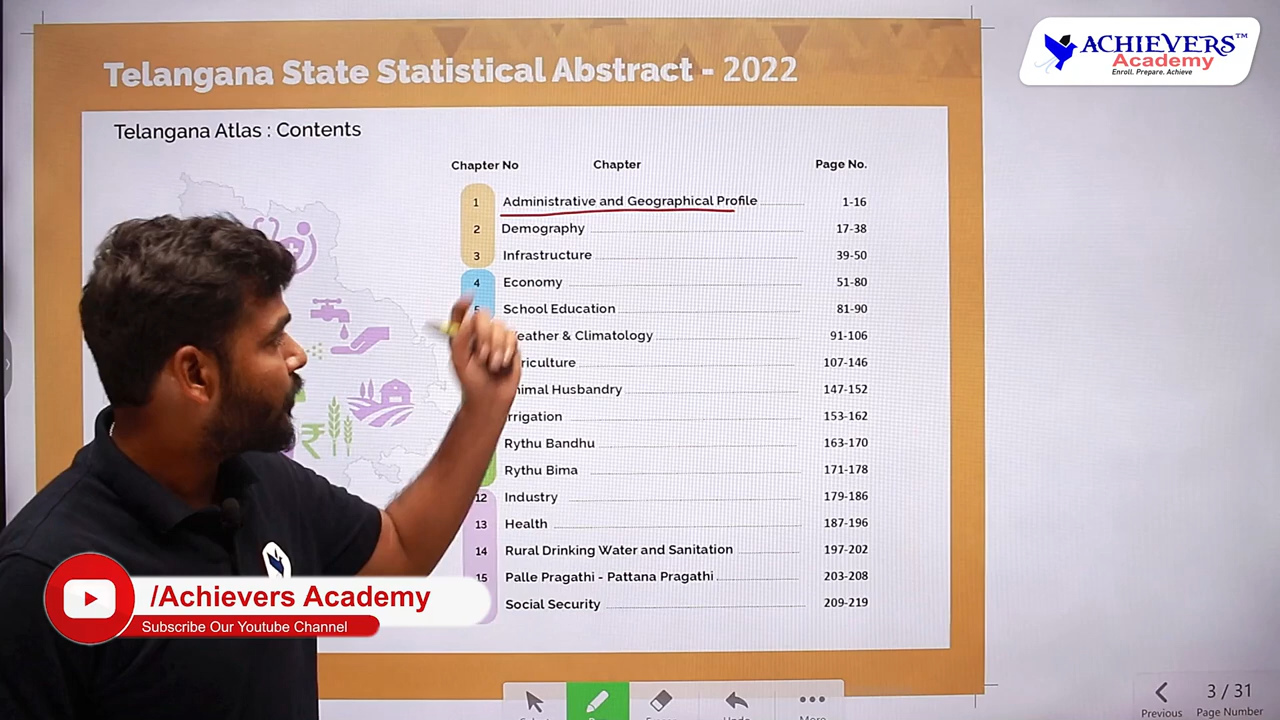 Telangana State Statistical Abstract - 2022
ACHIEVERS™
Academy
Enroll. Prepare. Achieve
Telangana Atlas : Contents
Chapter No Chapter Page No.
1 Administrative and Geographical Profile 1-16
2 Demography 17-38
3 Infrastructure 39-50
4 Economy 51-80
5 School Education 81-90
eather & Climatology 91-106
riculture 107-146
nimal Husbandry 147-152
rrigation 153-162
Rythu Bandhu 163-170
Rythu Bima 171-178
12 Industry 179-186
13 Health 187-196
14 Rural Drinking Water and Sanitation 197-202
15 Palle Pragathi - Pattana Pragathi 203-208
Social Security 209-219
/Achievers Academy
Subscribe Our Youtube Channel
More
3 / 31
Previous Page Number